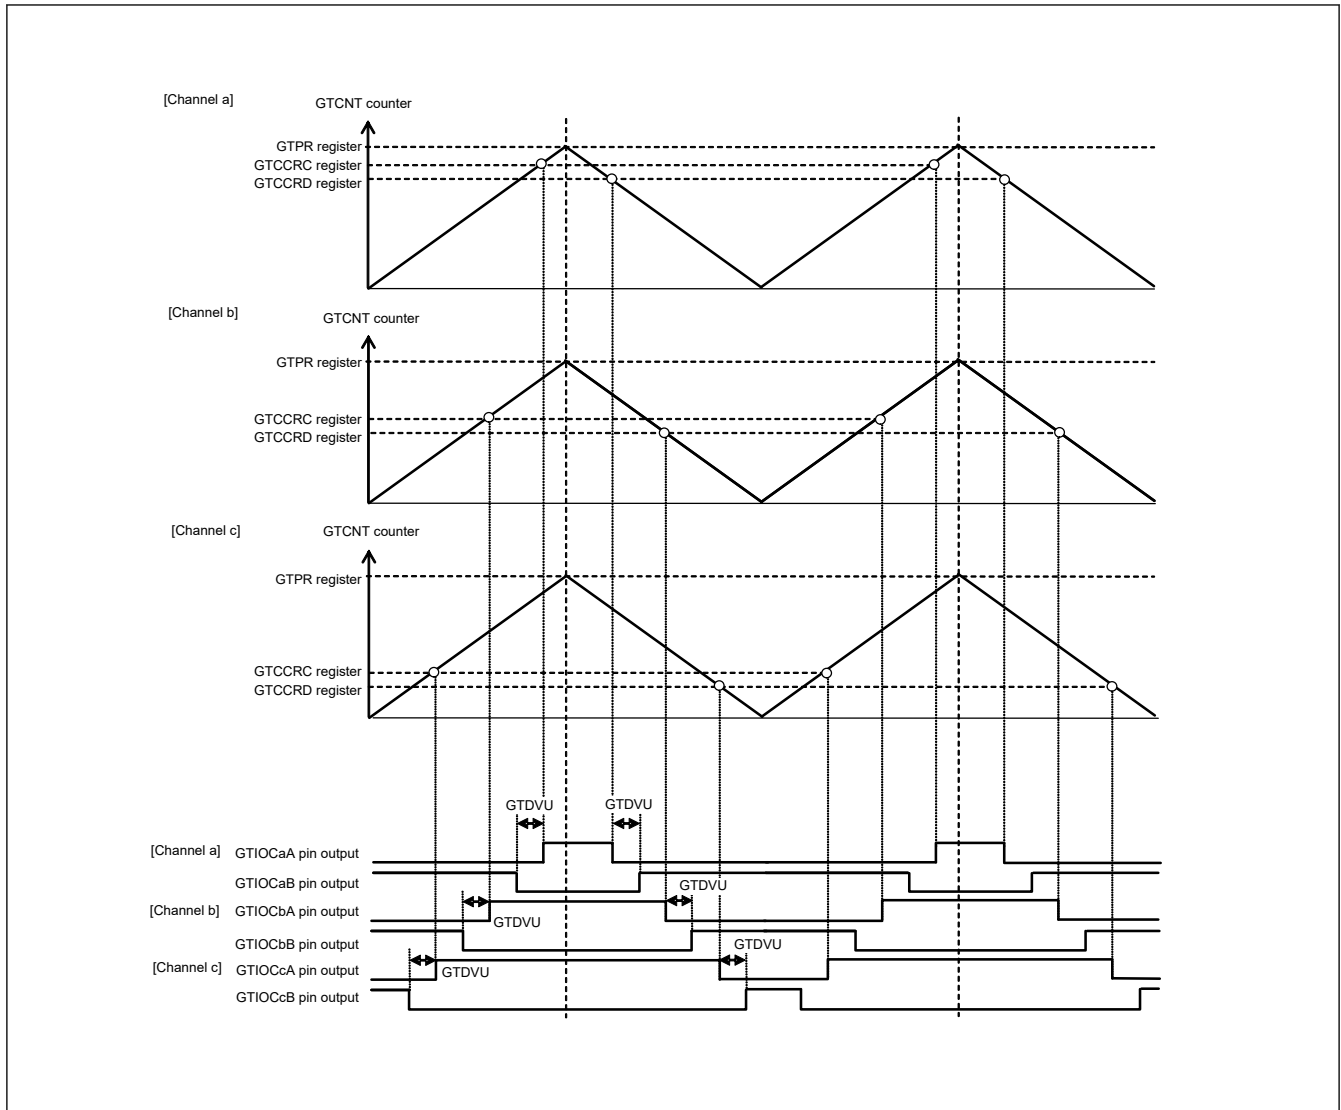 [Channel a]
GTCNT counter
GTPR register
GTCCRC register
GTCCRD register
[Channel b]
GTCNT counter
GTPR register
GTCCRC register
GTCCRD register
[Channel c]
GTCNT counter
GTPR register
GTCCRC register
GTCCRD register
GTDVU GTDVU
[Channel a] GTIOCaA pin output
GTIOCaB pin output
GTDVU
[Channel b] GTIOCbA pin output
GTDVU
GTIOCbB pin output
GTDVU
[Channel c] GTIOCcA pin output
GTDVU
GTIOCcB pin output